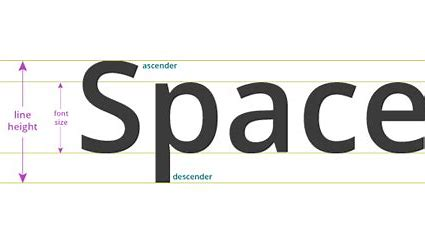 ascender
line
height
font
size
Space
descender